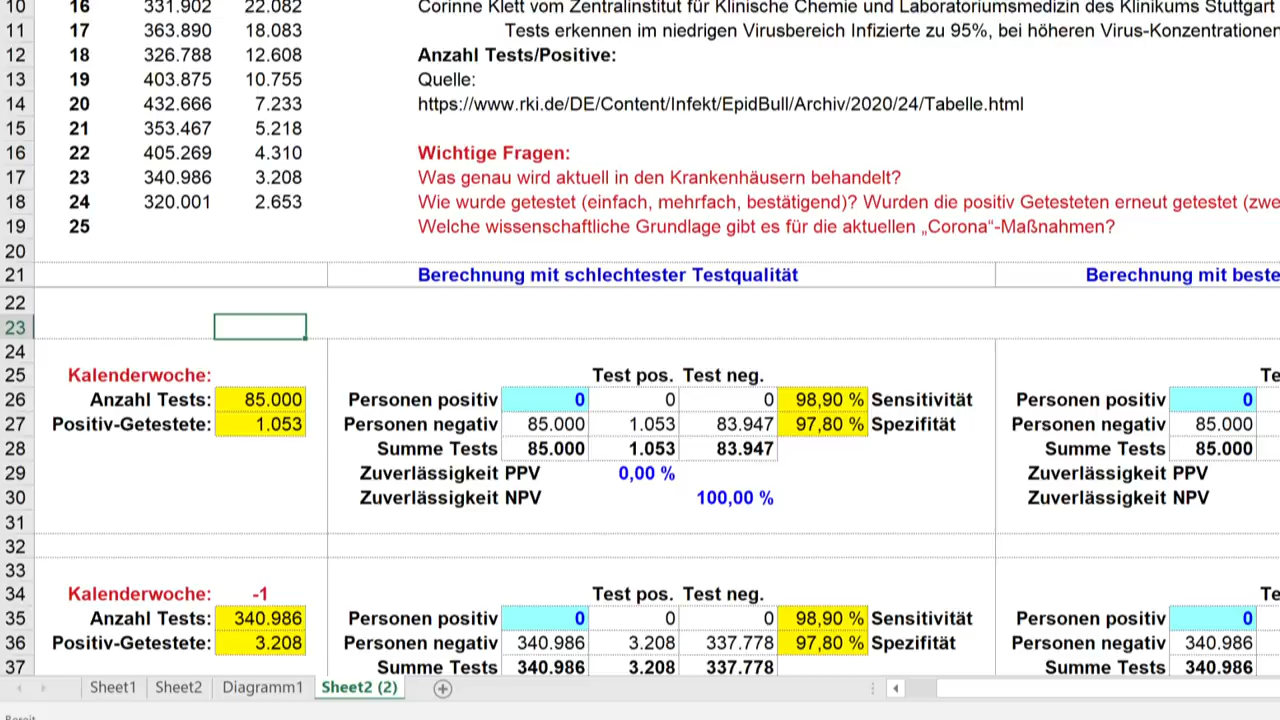 10 16 331.902 22.082 Corinne Klett vom Zentralinstitut für Klinische Chemie und Laboratoriumsmedizin des Klinikums Stuttgart
11 17 363.890 18.083 Tests erkennen im niedrigen Virusbereich Infizierte zu 95%, bei höheren Virus-Konzentrationen
12 18 326.788 12.608 Anzahl Tests/Positive:
13 19 403.875 10.755 Quelle:
14 20 432.666 7.233 https://www.rki.de/DE/Content/Infekt/EpidBull/Archiv/2020/24/Tabelle.html
15 21 353.467 5.218
16 22 405.269 4.310 Wichtige Fragen:
17 23 340.986 3.208 Was genau wird aktuell in den Krankenhäusern behandelt?
18 24 320.001 2.653 Wie wurde getestet (einfach, mehrfach, bestätigend)? Wurden die positiv Getesteten erneut getestet (zwe
19 25 Welche wissenschaftliche Grundlage gibt es für die aktuellen „Corona“-Maßnahmen?
20
21 Berechnung mit schlechtester Testqualität Berechnung mit beste
22
23
24
25 Kalenderwoche: Test pos. Test neg. Te
26 Anzahl Tests: 85.000 Personen positiv 0 0 0 98,90 % Sensitivität Personen positiv 0
27 Positiv-Getestete: 1.053 Personen negativ 85.000 1.053 83.947 97,80 % Spezifität Personen negativ 85.000
28 Summe Tests 85.000 1.053 83.947 Summe Tests 85.000
29 Zuverlässigkeit PPV 0,00 % Zuverlässigkeit PPV
30 Zuverlässigkeit NPV 100,00 % Zuverlässigkeit NPV
31
32
33
34 Kalenderwoche: -1 Test pos. Test neg. Te
35 Anzahl Tests: 340.986 Personen positiv 0 0 0 98,90 % Sensitivität Personen positiv 0
36 Positiv-Getestete: 3.208 Personen negativ 340.986 3.208 337.778 97,80 % Spezifität Personen negativ 340.986
37 Summe Tests 340.986 3.208 337.778 Summe Tests 340.986
Sheet1 Sheet2 Diagramm1 Sheet2 (2)